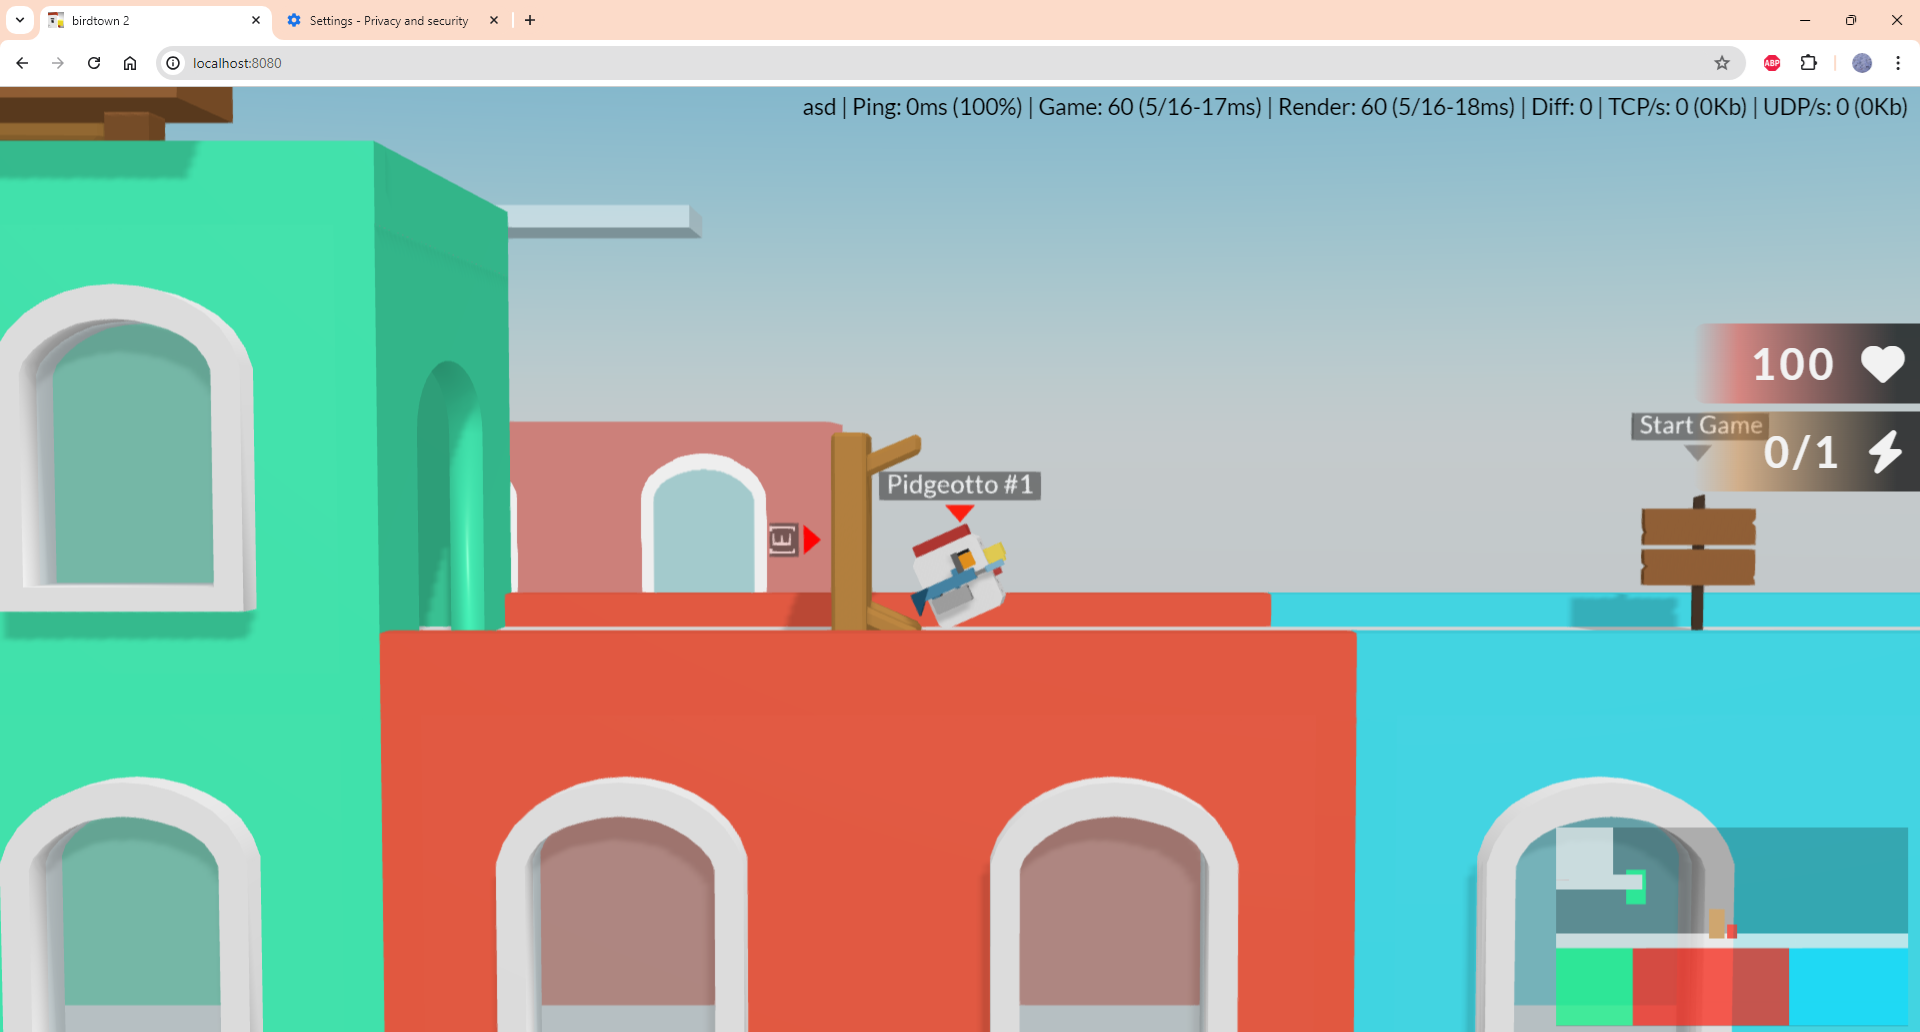 birdtown 2
Settings - Privacy and security
localhost:8080
ABP
asd | Ping: 0ms (100%) | Game: 60 (5/16-17ms) | Render: 60 (5/16-18ms) | Diff: 0 | TCP/s: 0 (0Kb) | UDP/s: 0 (0Kb)
100
Start Game
0/1
Pidgeotto #1
[E]